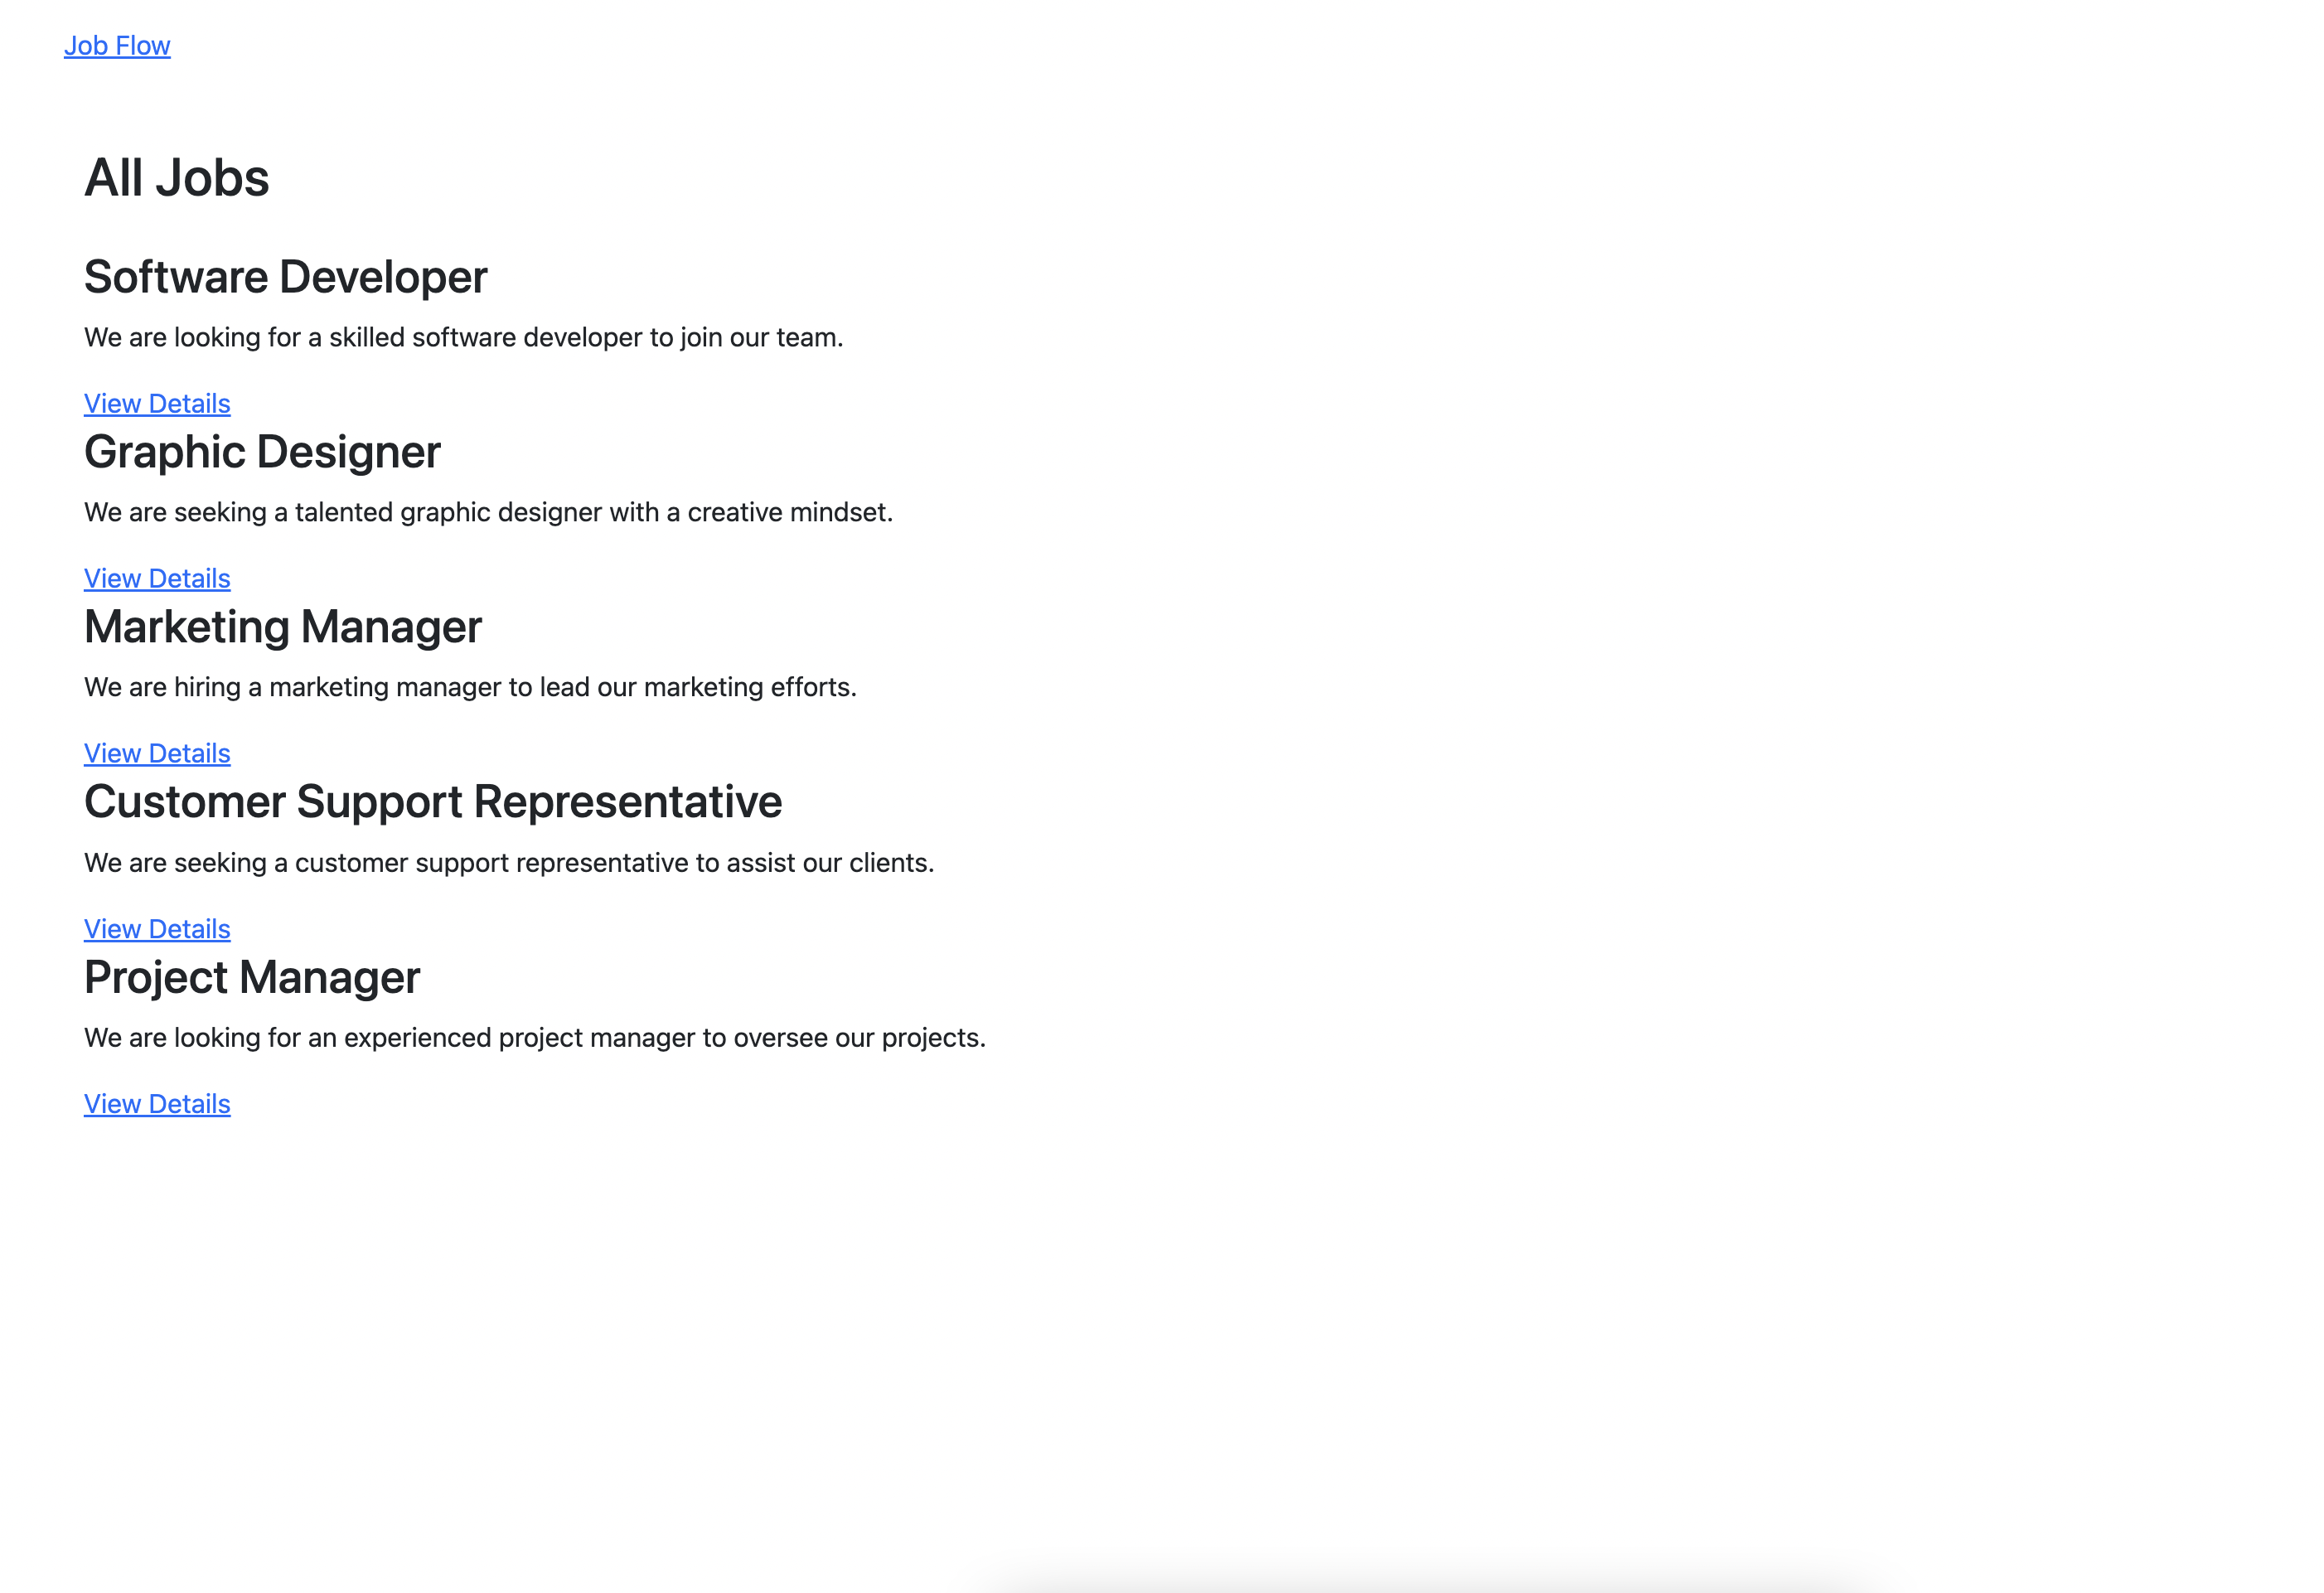 Job Flow
All Jobs
Software Developer
We are looking for a skilled software developer to join our team.
View Details
Graphic Designer
We are seeking a talented graphic designer with a creative mindset.
View Details
Marketing Manager
We are hiring a marketing manager to lead our marketing efforts.
View Details
Customer Support Representative
We are seeking a customer support representative to assist our clients.
View Details
Project Manager
We are looking for an experienced project manager to oversee our projects.
View Details